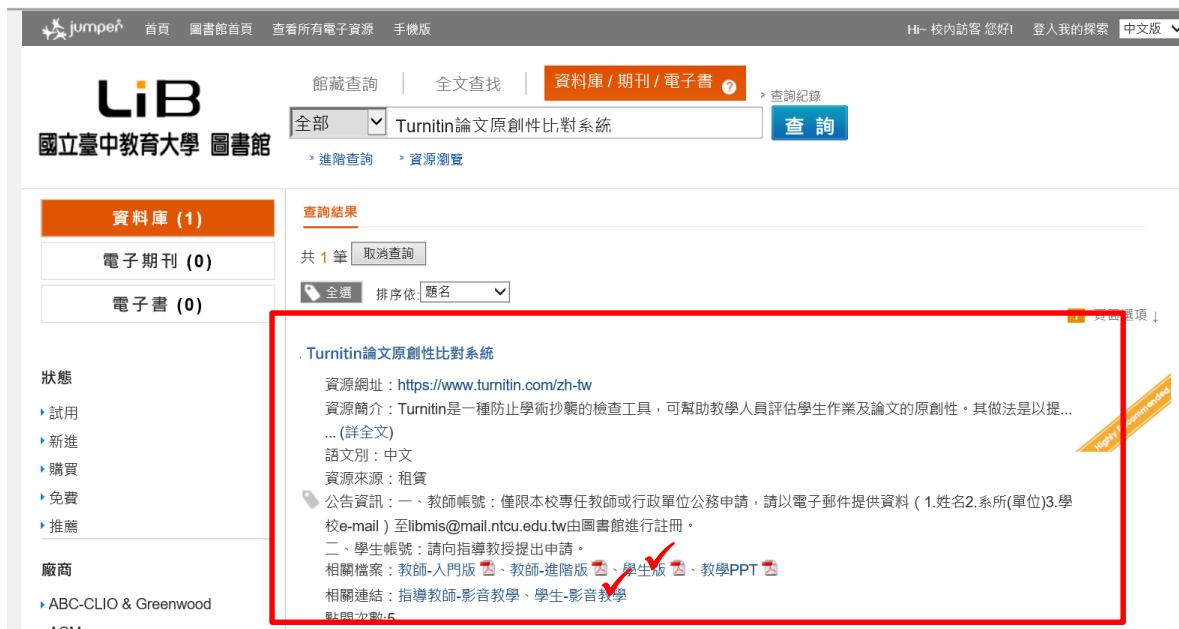 jumper 首頁 圖書館首頁 查看所有電子資源 手機版 Hi~ 校內訪客 您好! 登入我的探索 中文版
LiB
國立臺中教育大學 圖書館
館藏查詢 全文查找 資料庫 / 期刊 / 電子書 ?
查詢紀錄
全部 Turnitin論文原創性比對系統 查 詢
進階查詢 資源瀏覽
資料庫 (1)
電子期刊 (0)
電子書 (0)
查詢結果
共 1 筆 取消查詢
全選 排序依: 題名
1 頁面選項 ↓
狀態
試用
新進
購買
免費
推薦
廠商
ABC-CLIO & Greenwood
ACM
. Turnitin論文原創性比對系統
資源網址：https://www.turnitin.com/zh-tw
資源簡介：Turnitin是一種防止學術抄襲的檢查工具，可幫助教學人員評估學生作業及論文的原創性。其做法是以提...
... (詳全文)
語文別：中文
資源來源：租賃
公告資訊：一、教師帳號：僅限本校專任教師或行政單位公務申請，請以電子郵件提供資料（1.姓名2.系所(單位)3.學
校e-mail）至libmis@mail.ntcu.edu.tw由圖書館進行註冊。
二、學生帳號：請向指導教授提出申請。
相關檔案：教師-入門版、教師-進階版、學生版、教學PPT
相關連結：指導教師-影音教學、學生-影音教學
點閱次數:5
Highly Recommended